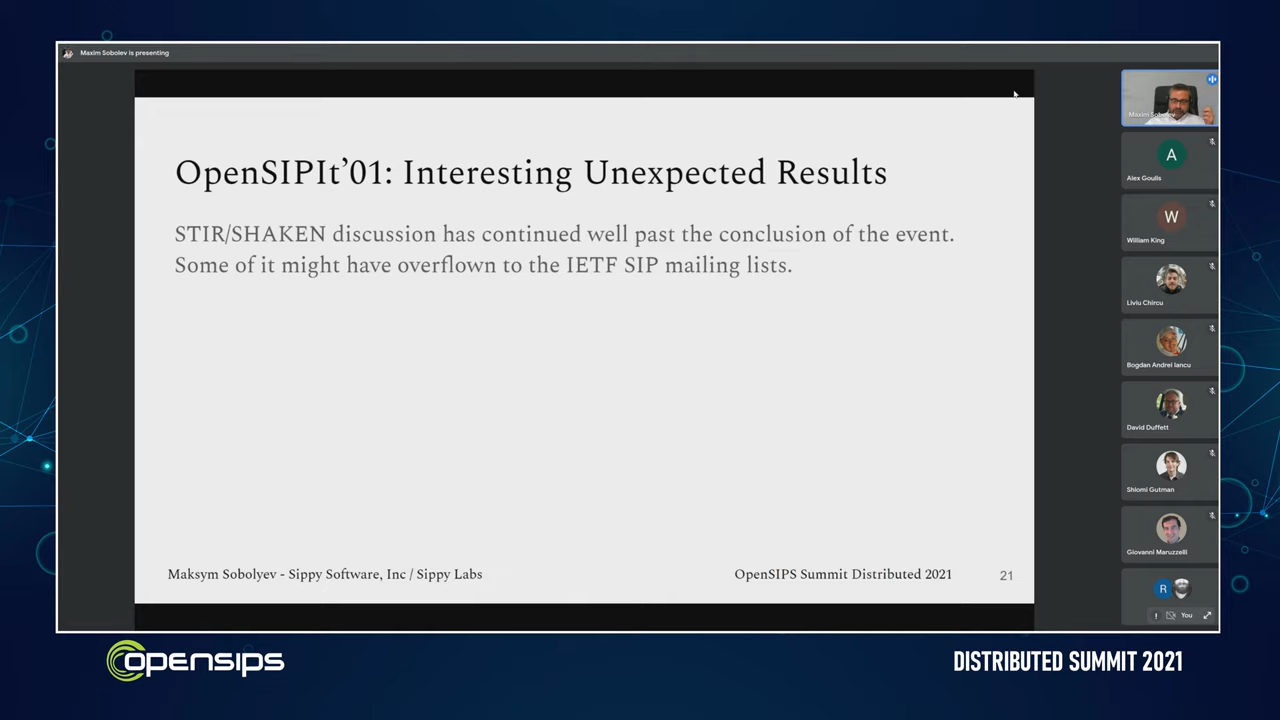 Maxim Sobolev is presenting
OpenSIPIt’01: Interesting Unexpected Results
STIR/SHAKEN discussion has continued well past the conclusion of the event.
Some of it might have overflown to the IETF SIP mailing lists.
Maksym Sobolyev - Sippy Software, Inc / Sippy Labs
OpenSIPS Summit Distributed 2021
21
Maxim Sobolev
A
Alex Goulis
W
William King
Liviu Chircu
Bogdan Andrei Iancu
David Duffett
Shlomi Gutman
Giovanni Maruzzelli
R
You
opensips
DISTRIBUTED SUMMIT 2021